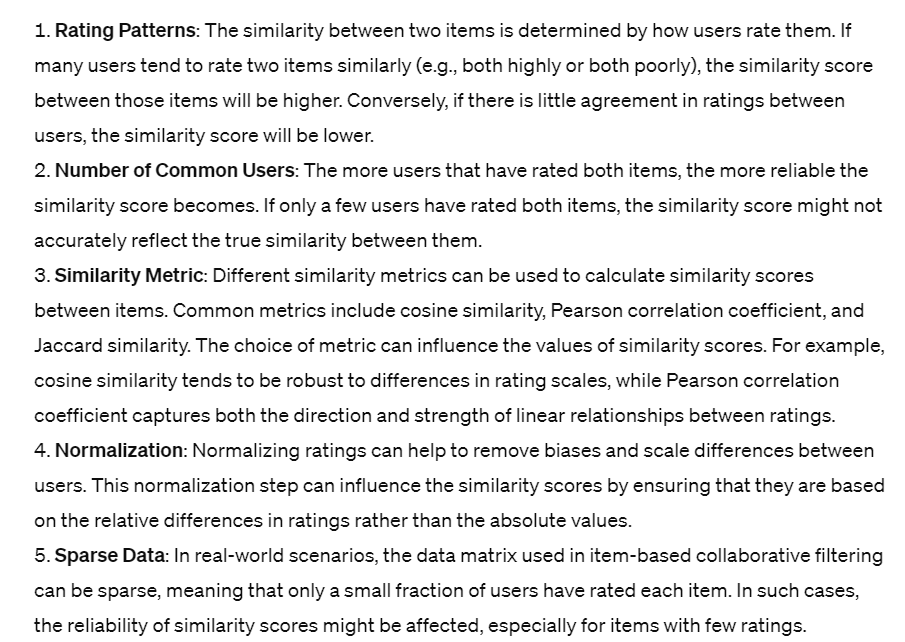 1. Rating Patterns: The similarity between two items is determined by how users rate them. If
many users tend to rate two items similarly (e.g., both highly or both poorly), the similarity score
between those items will be higher. Conversely, if there is little agreement in ratings between
users, the similarity score will be lower.
2. Number of Common Users: The more users that have rated both items, the more reliable the
similarity score becomes. If only a few users have rated both items, the similarity score might not
accurately reflect the true similarity between them.
3. Similarity Metric: Different similarity metrics can be used to calculate similarity scores
between items. Common metrics include cosine similarity, Pearson correlation coefficient, and
Jaccard similarity. The choice of metric can influence the values of similarity scores. For example,
cosine similarity tends to be robust to differences in rating scales, while Pearson correlation
coefficient captures both the direction and strength of linear relationships between ratings.
4. Normalization: Normalizing ratings can help to remove biases and scale differences between
users. This normalization step can influence the similarity scores by ensuring that they are based
on the relative differences in ratings rather than the absolute values.
5. Sparse Data: In real-world scenarios, the data matrix used in item-based collaborative filtering
can be sparse, meaning that only a small fraction of users have rated each item. In such cases,
the reliability of similarity scores might be affected, especially for items with few ratings.